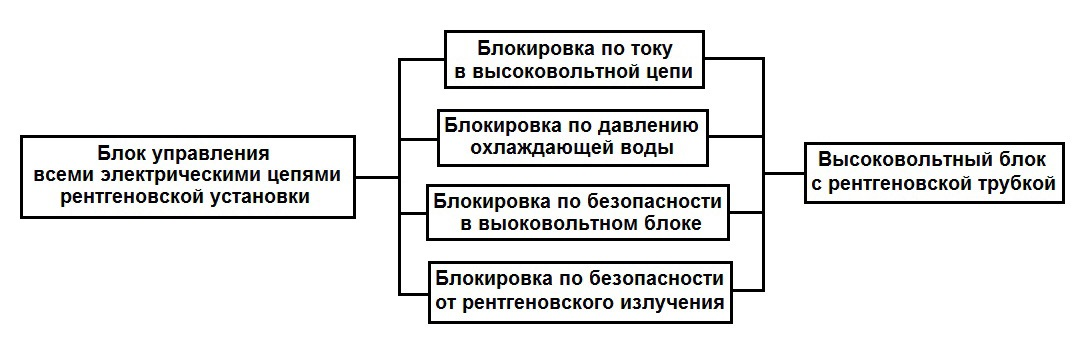 Блок управления
всеми электрическими цепями
рентгеновской установки
Блокировка по току
в высоковольтной цепи
Блокировка по давлению
охлаждающей воды
Блокировка по безопасности
в выоковольтном блоке
Блокировка по безопасности
от рентгеновского излучения
Высоковольтный блок
с рентгеновской трубкой